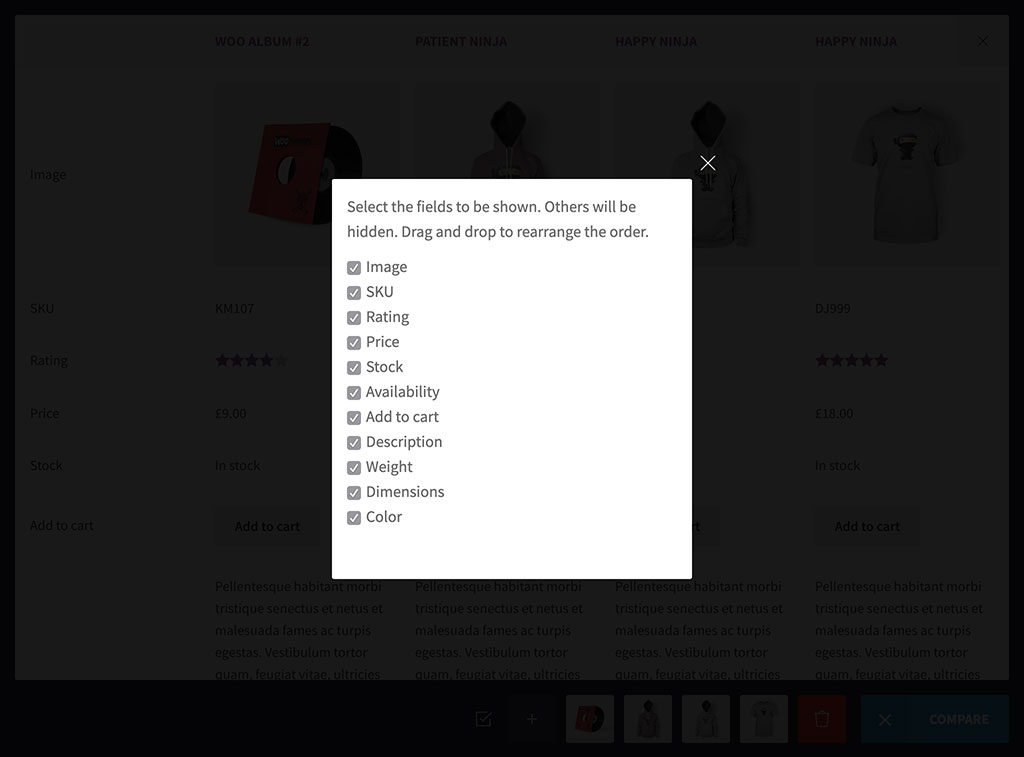 WOO ALBUM #2 PATIENT NINJA HAPPY NINJA HAPPY NINJA
Image
Select the fields to be shown. Others will be
hidden. Drag and drop to rearrange the order.
Image
SKU
Rating
Price
Stock
Availability
Add to cart
Description
Weight
Dimensions
Color
SKU KM107 DJ999
Rating
Price £9.00 £18.00
Stock In stock In stock
Add to cart Add to cart Add to cart
Pellentesque habitant morbi Pellentesque habitant morbi Pellentesque habitant morbi Pellentesque habitant morbi
tristique senectus et netus et tristique senectus et netus et tristique senectus et netus et tristique senectus et netus et
malesuada fames ac turpis malesuada fames ac turpis malesuada fames ac turpis malesuada fames ac turpis
egestas. Vestibulum tortor egestas. Vestibulum tortor egestas. Vestibulum tortor egestas. Vestibulum tortor
quam, feugiat vitae, ultricies quam, feugiat vitae, ultricies quam, feugiat vitae, ultricies quam, feugiat vitae, ultricies
COMPARE